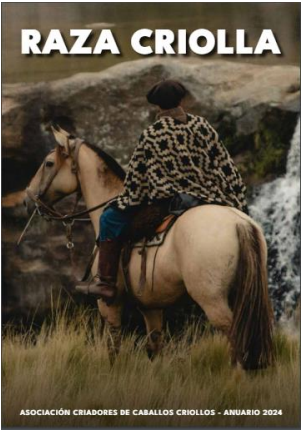 RAZA CRIOLLA
ASOCIACIÓN CRIADORES DE CABALLOS CRIOLLOS - ANUARIO 2024